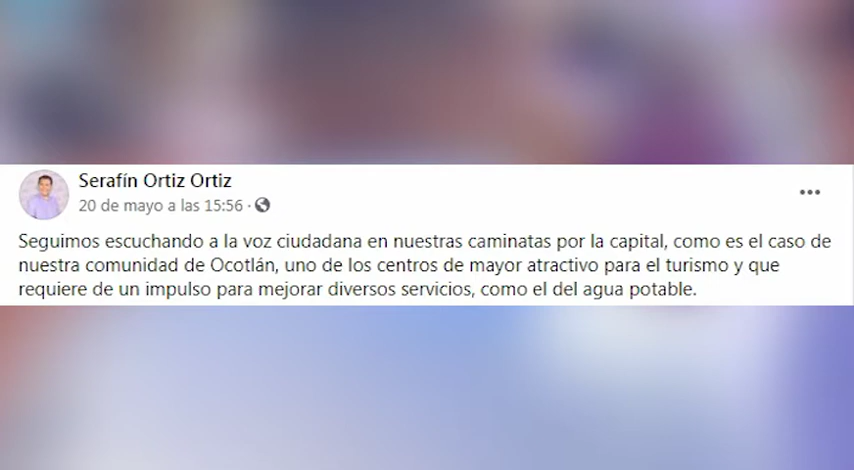 Serafín Ortiz Ortiz
20 de mayo a las 15:56 ·
Seguimos escuchando a la voz ciudadana en nuestras caminatas por la capital, como es el caso de
nuestra comunidad de Ocotlán, uno de los centros de mayor atractivo para el turismo y que
requiere de un impulso para mejorar diversos servicios, como el del agua potable.